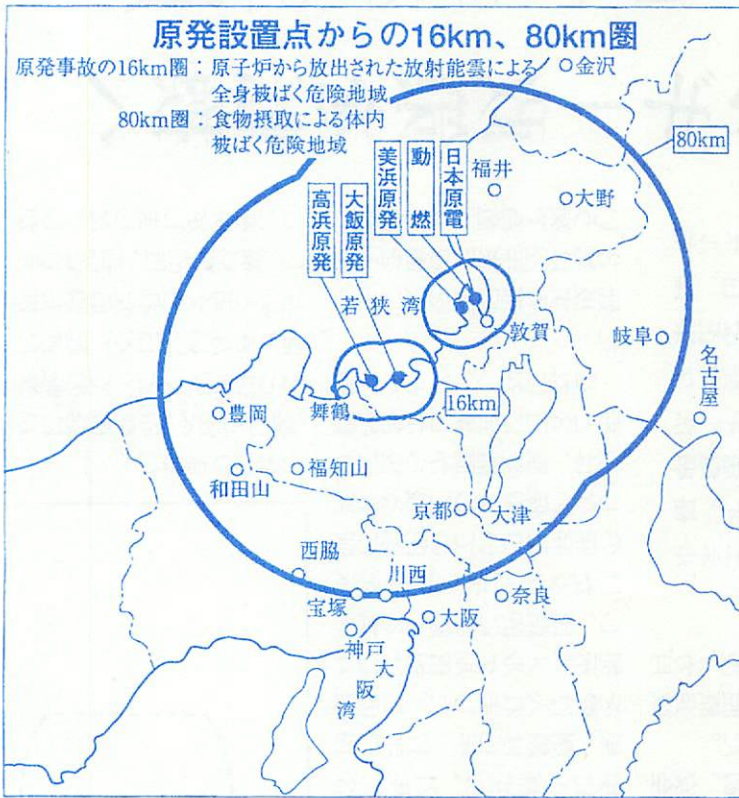 原発設置点からの16km、80km圏
原発事故の16km圏：原子炉から放出された放射能雲による
全身被ばく危険地域
80km圏：食物摂取による体内
被ばく危険地域
金沢
80km
福井
大野
日本原電
動燃
美浜原発
大飯原発
高浜原発
若狭湾
敦賀
岐阜
名古屋
16km
舞鶴
豊岡
福知山
和田山
京都
大津
西脇
川西
宝塚
大阪
奈良
神戸
大阪湾